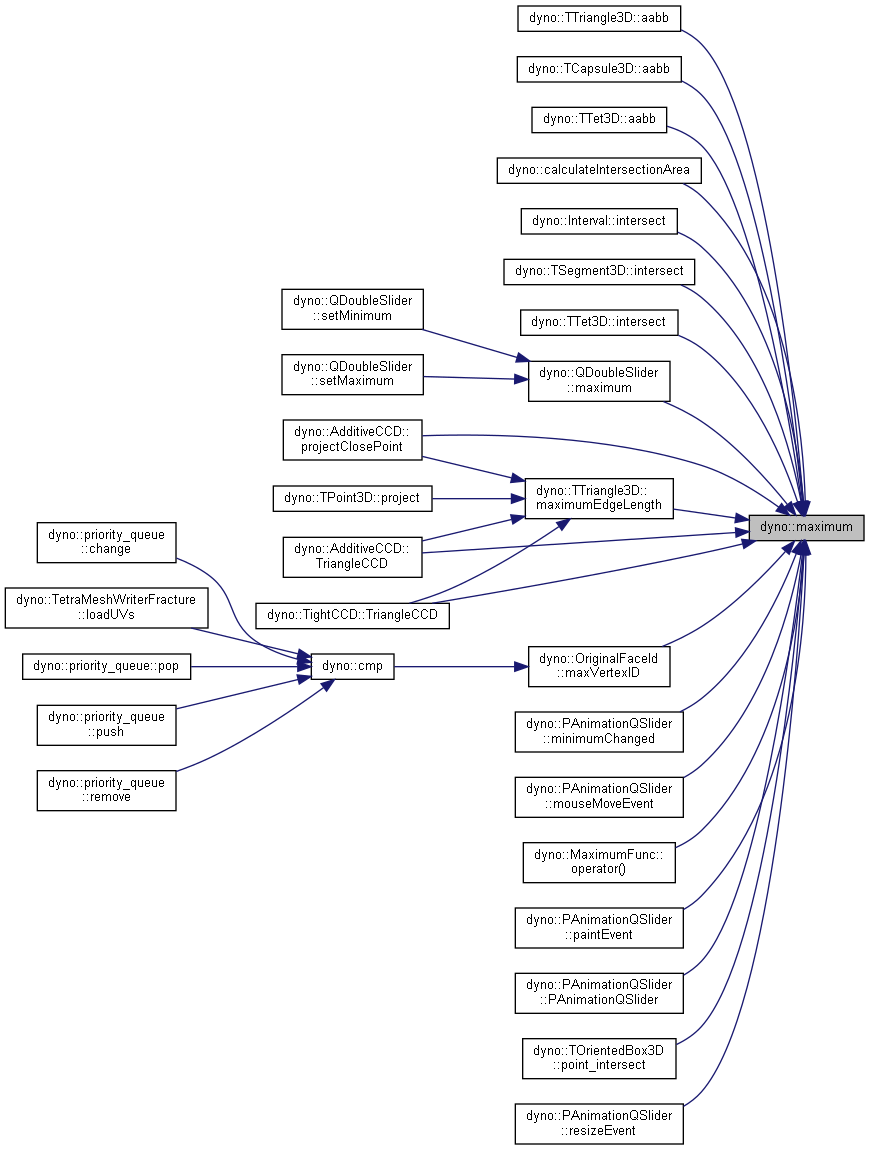 dyno::TTriangle3D::aabb
dyno::TCapsule3D::aabb
dyno::TTet3D::aabb
dyno::calculateIntersectionArea
dyno::Interval::intersect
dyno::TSegment3D::intersect
dyno::TTet3D::intersect
dyno::QDoubleSlider
::setMinimum
dyno::QDoubleSlider
::setMaximum
dyno::QDoubleSlider
::maximum
dyno::AdditiveCCD::
projectClosePoint
dyno::TTriangle3D::
maximumEdgeLength
dyno::TPoint3D::project
dyno::AdditiveCCD::
TriangleCCD
dyno::TightCCD::TriangleCCD
dyno::maximum
dyno::priority_queue
::change
dyno::TetraMeshWriterFracture
::loadUVs
dyno::priority_queue::pop
dyno::priority_queue
::push
dyno::priority_queue
::remove
dyno::cmp
dyno::OriginalFaceId
::maxVertexID
dyno::PAnimationQSlider
::minimumChanged
dyno::PAnimationQSlider
::mouseMoveEvent
dyno::MaximumFunc::
operator()
dyno::PAnimationQSlider
::paintEvent
dyno::PAnimationQSlider
::PAnimationQSlider
dyno::TOrientedBox3D
::point_intersect
dyno::PAnimationQSlider
::resizeEvent